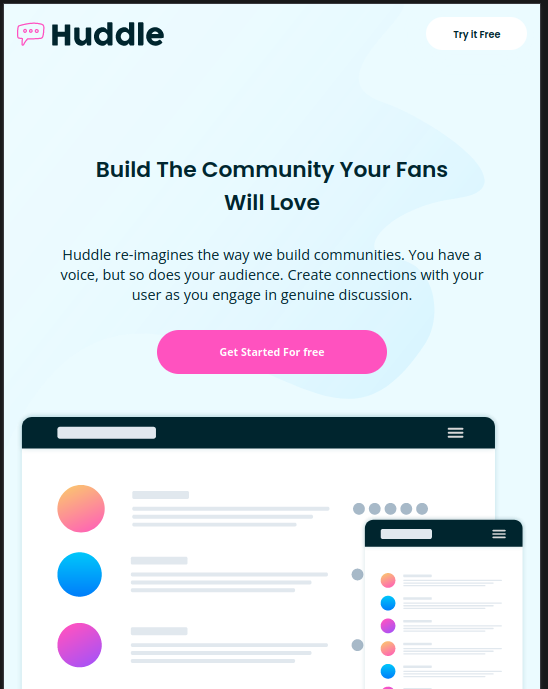 Huddle
Try it Free
Build The Community Your Fans
Will Love
Huddle re-imagines the way we build communities. You have a
voice, but so does your audience. Create connections with your
user as you engage in genuine discussion.
Get Started For free